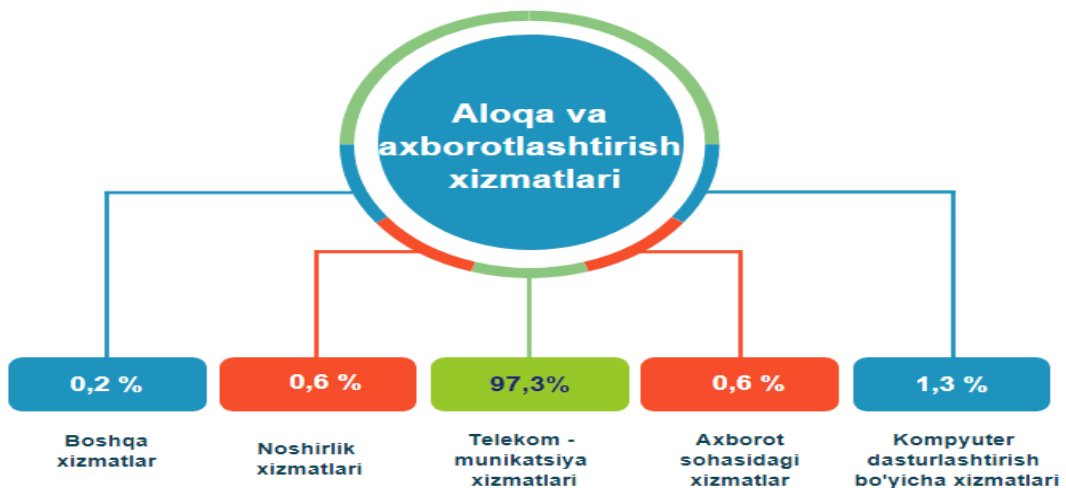 Aloqa va
axborotlashtirish
xizmatlari
0,2 %
0,6 %
97,3%
0,6 %
1,3 %
Boshqa
xizmatlar
Noshirlik
xizmatlari
Telekom -
munikatsiya
xizmatlari
Axborot
sohasidagi
xizmatlar
Kompyuter
dasturlashtirish
bo'yicha xizmatlari